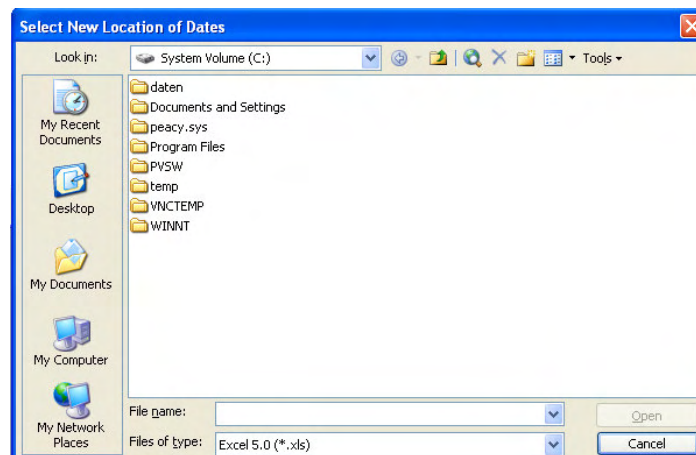 Select New Location of Dates
Look in:
System Volume (C:)
Tools
My Recent
Documents
Desktop
My Documents
My Computer
My Network
Places
daten
Documents and Settings
peacy.sys
Program Files
PVSW
temp
VNCTEMP
WINNT
File name:
Open
Files of type:
Excel 5.0 (*.xls)
Cancel